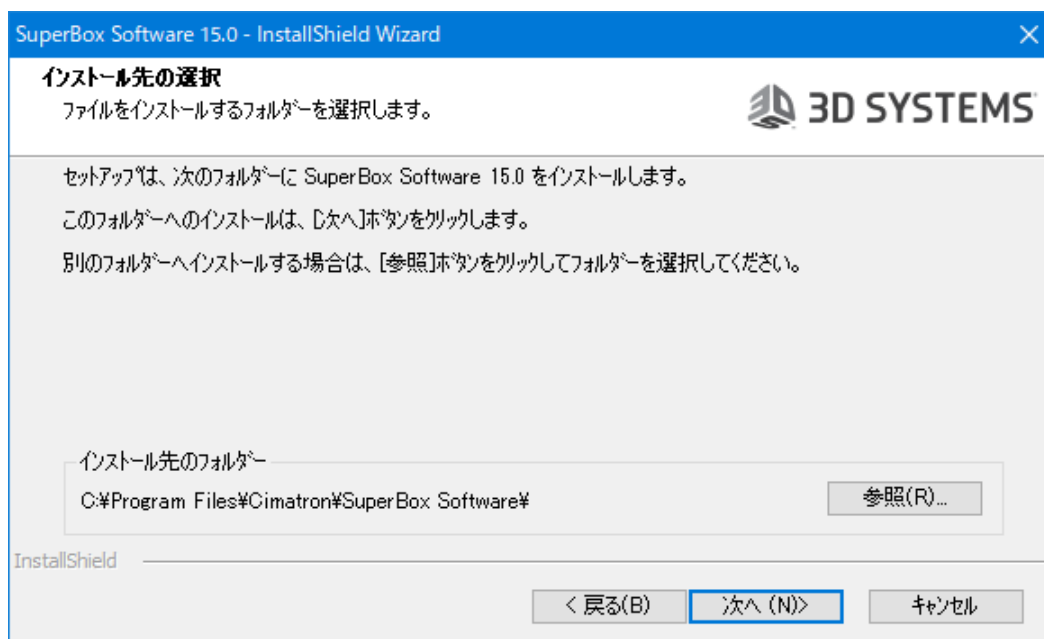 SuperBox Software 15.0 - InstallShield Wizard
インストール先の選択
ファイルをインストールするフォルダーを選択します。
3D SYSTEMS
セットアップは、次のフォルダーに SuperBox Software 15.0 をインストールします。
このフォルダーへのインストールは、[次へ]ボタンをクリックします。
別のフォルダーへインストールする場合は、[参照]ボタンをクリックしてフォルダーを選択してください。
インストール先のフォルダー
C:¥Program Files¥Cimatron¥SuperBox Software¥
参照(R)...
InstallShield
< 戻る(B)
次へ (N)>
キャンセル